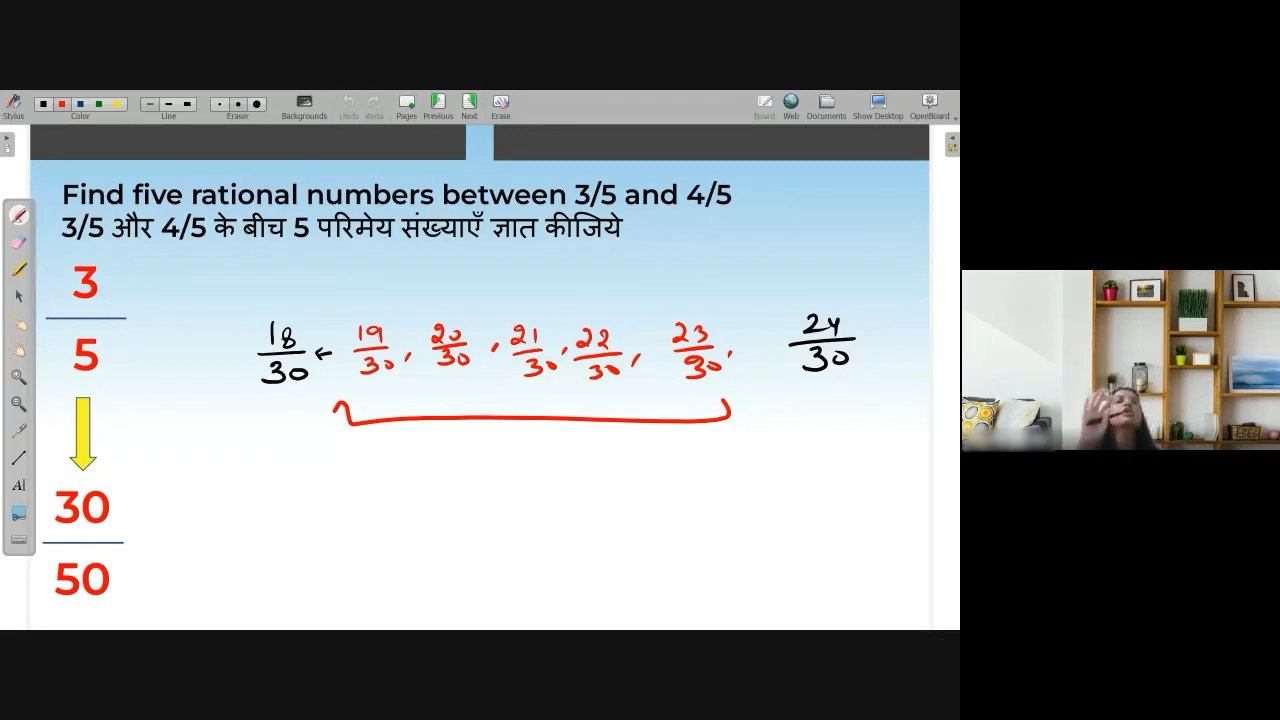 Stylus Color Line Eraser Backgrounds Undo Redo Pages Previous Next Erase Board Web Documents Show Desktop OpenBoard
Find five rational numbers between 3/5 and 4/5
3/5 और 4/5 के बीच 5 परिमेय संख्याएँ ज्ञात कीजिये
3
5
18 19 20 21 22 23 24
30 30 , 30 , 30 , 30 , 30 , 30
30
50